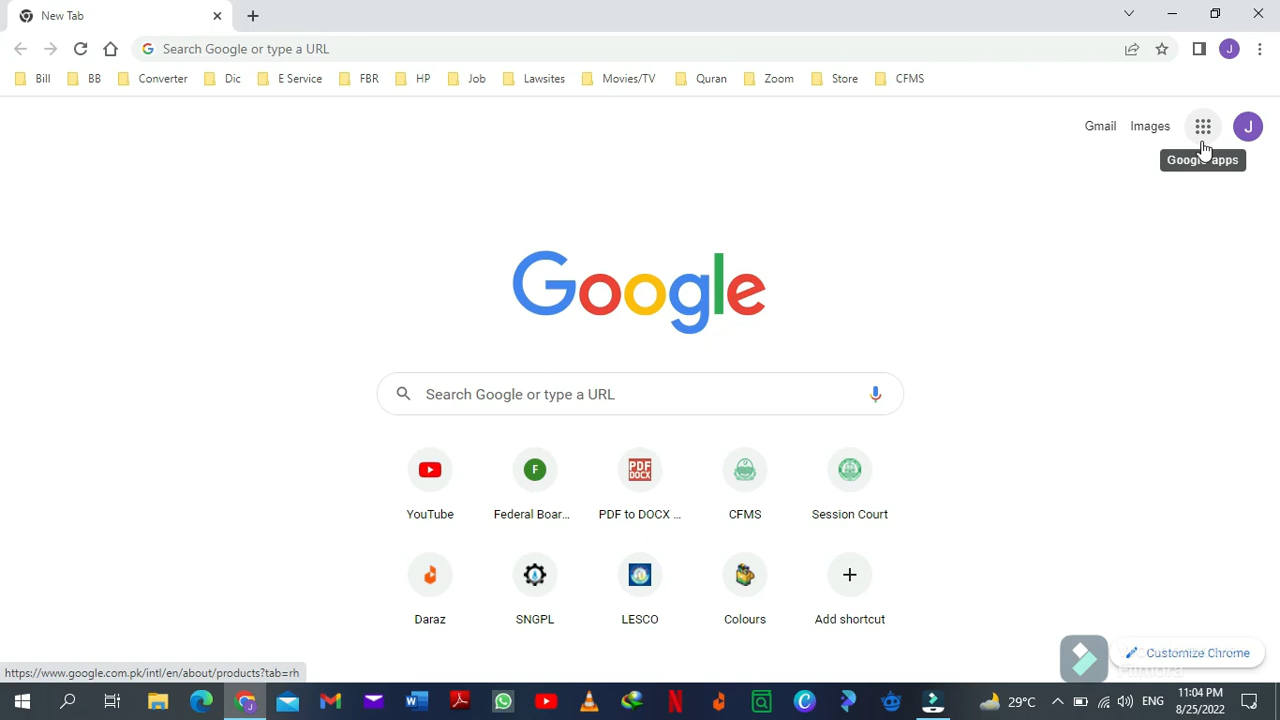 New Tab
Search Google or type a URL
J
Bill BB Converter Dic E Service FBR HP Job Lawsites Movies/TV Quran Zoom Store CFMS
Gmail Images J
Google apps
Google
Search Google or type a URL
F PDF DOCX
YouTube Federal Boar... PDF to DOCX ... CFMS Session Court
Daraz SNGPL LESCO Colours Add shortcut
Customize Chrome
https://www.google.com.pk/intl/en/about/products?tab=rh
29°C ENG 11:04 PM
8/25/2022